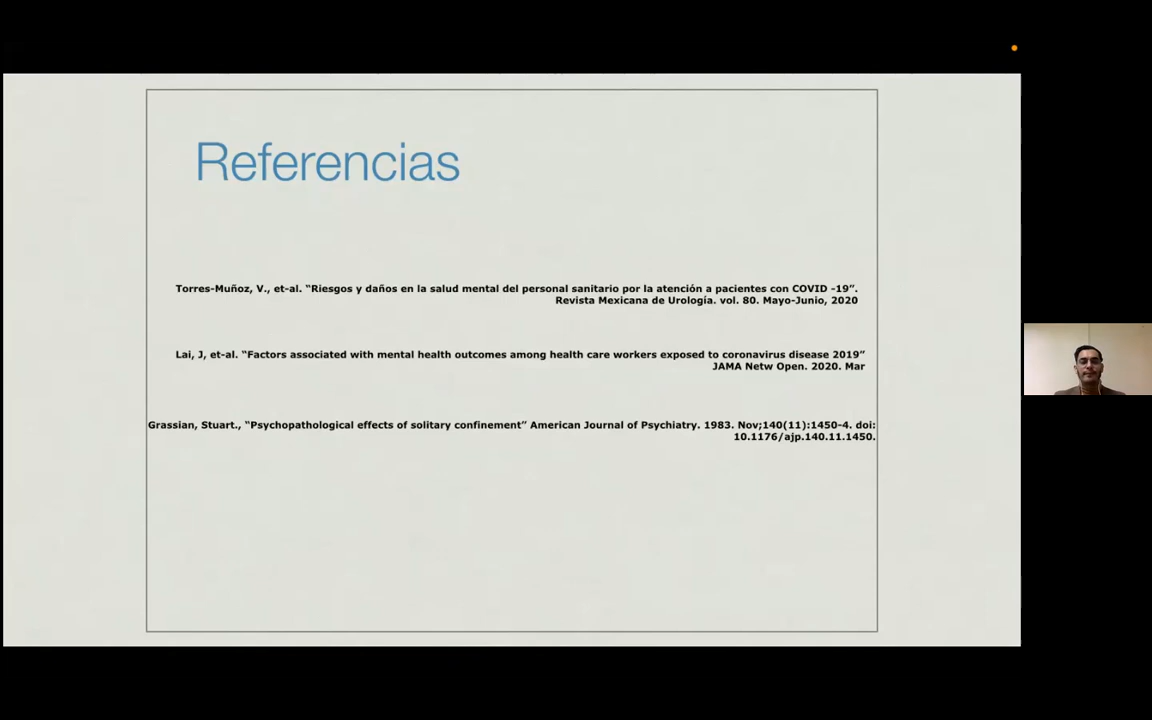 Referencias
Torres-Muñoz, V., et-al. “Riesgos y daños en la salud mental del personal sanitario por la atención a pacientes con COVID -19”.
Revista Mexicana de Urología. vol. 80. Mayo-Junio, 2020
Lai, J, et-al. “Factors associated with mental health outcomes among health care workers exposed to coronavirus disease 2019”
JAMA Netw Open. 2020. Mar
Grassian, Stuart., “Psychopathological effects of solitary confinement” American Journal of Psychiatry. 1983. Nov;140(11):1450-4. doi:
10.1176/ajp.140.11.1450.